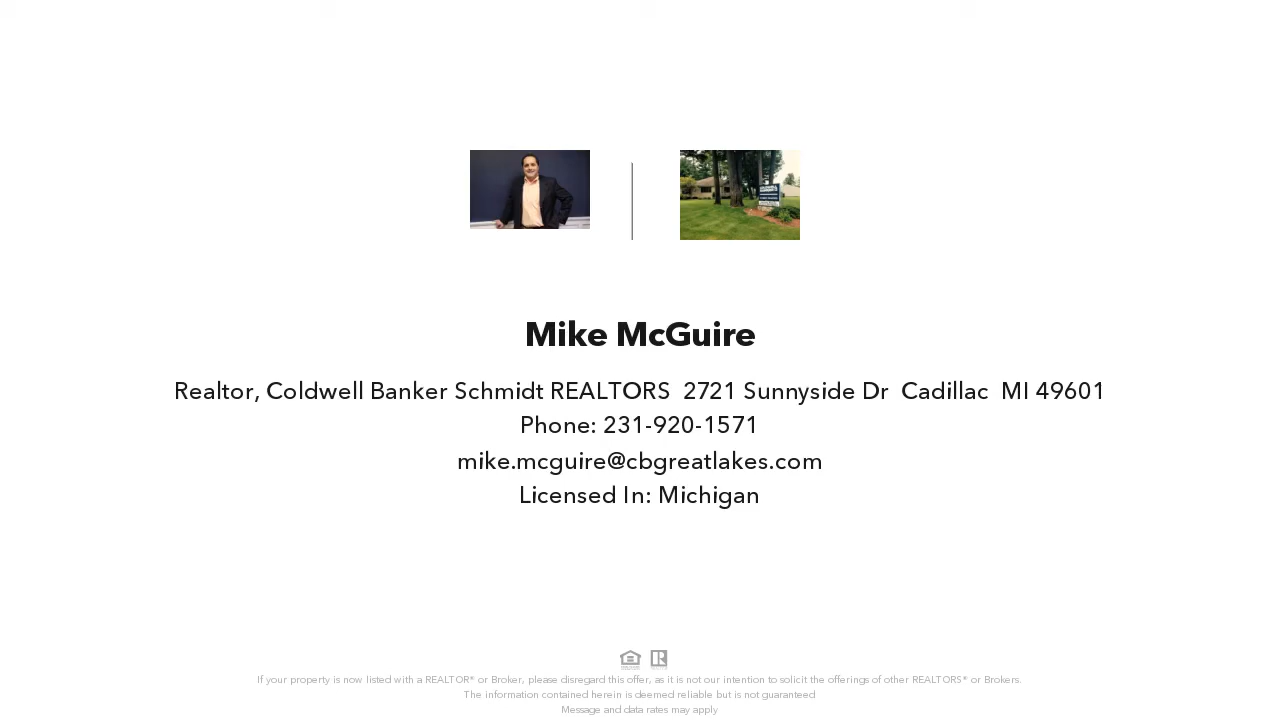 Mike McGuire
Realtor, Coldwell Banker Schmidt REALTORS 2721 Sunnyside Dr Cadillac MI 49601
Phone: 231-920-1571
mike.mcguire@cbgreatlakes.com
Licensed In: Michigan
If your property is now listed with a REALTOR® or Broker, please disregard this offer, as it is not our intention to solicit the offerings of other REALTORS® or Brokers.
The information contained herein is deemed reliable but is not guaranteed
Message and data rates may apply